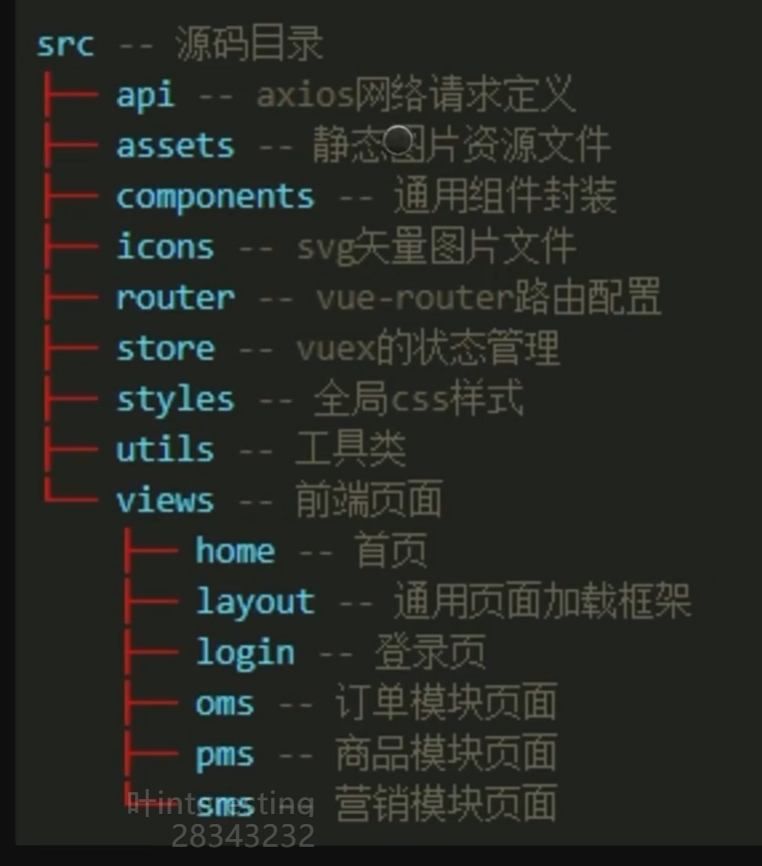 src -- 源码目录
├── api -- axios网络请求定义
├── assets -- 静态图片资源文件
├── components -- 通用组件封装
├── icons -- svg矢量图片文件
├── router -- vue-router路由配置
├── store -- vuex的状态管理
├── styles -- 全局css样式
├── utils -- 工具类
└── views -- 前端页面
    ├── home -- 首页
    ├── layout -- 通用页面加载框架
    ├── login -- 登录页
    ├── oms -- 订单模块页面
    ├── pms -- 商品模块页面
    └── sms -- 营销模块页面
叶interesting
28343232